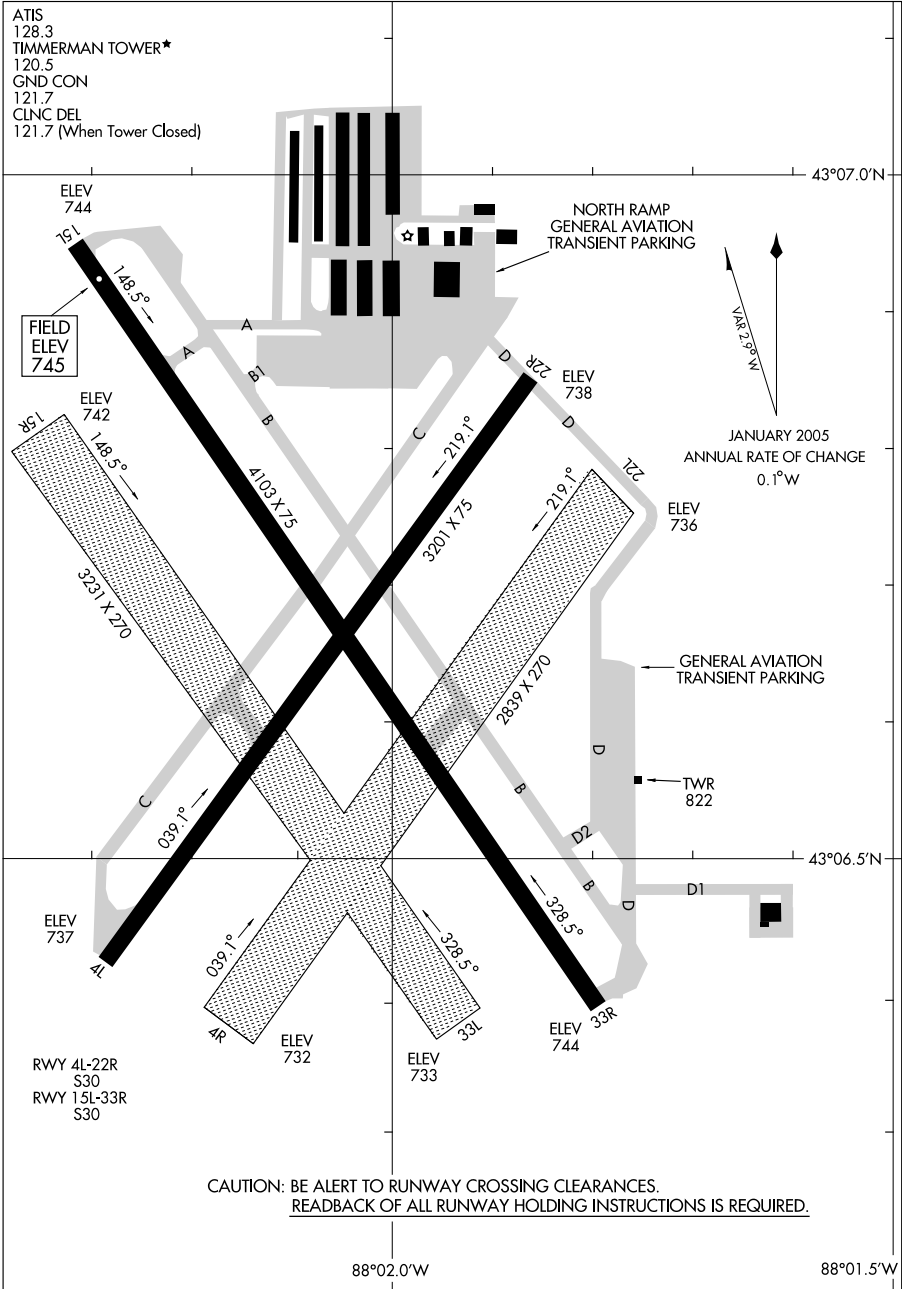 ATIS
128.3
TIMMERMAN TOWER★
120.5
GND CON
121.7
CLNC DEL
121.7 (When Tower Closed)
43°07.0'N
ELEV
744
15L
148.5°
NORTH RAMP
GENERAL AVIATION
TRANSIENT PARKING
FIELD
ELEV
745
VAR 2.9° W
A
A
B1
B
D
22R
ELEV
738
D
ELEV
742
15R
148.5°
C
219.1°
JANUARY 2005
ANNUAL RATE OF CHANGE
0.1°W
4103 X 75
3201 X 75
22L
219.1°
ELEV
736
3231 X 270
2839 X 270
GENERAL AVIATION
TRANSIENT PARKING
D
TWR
822
C
039.1°
B
D2
43°06.5'N
B
D
D1
328.5°
ELEV
737
4L
039.1°
328.5°
4R
ELEV
732
33L
ELEV
733
33R
ELEV
744
RWY 4L-22R
S30
RWY 15L-33R
S30
CAUTION: BE ALERT TO RUNWAY CROSSING CLEARANCES.
READBACK OF ALL RUNWAY HOLDING INSTRUCTIONS IS REQUIRED.
88°02.0'W
88°01.5'W